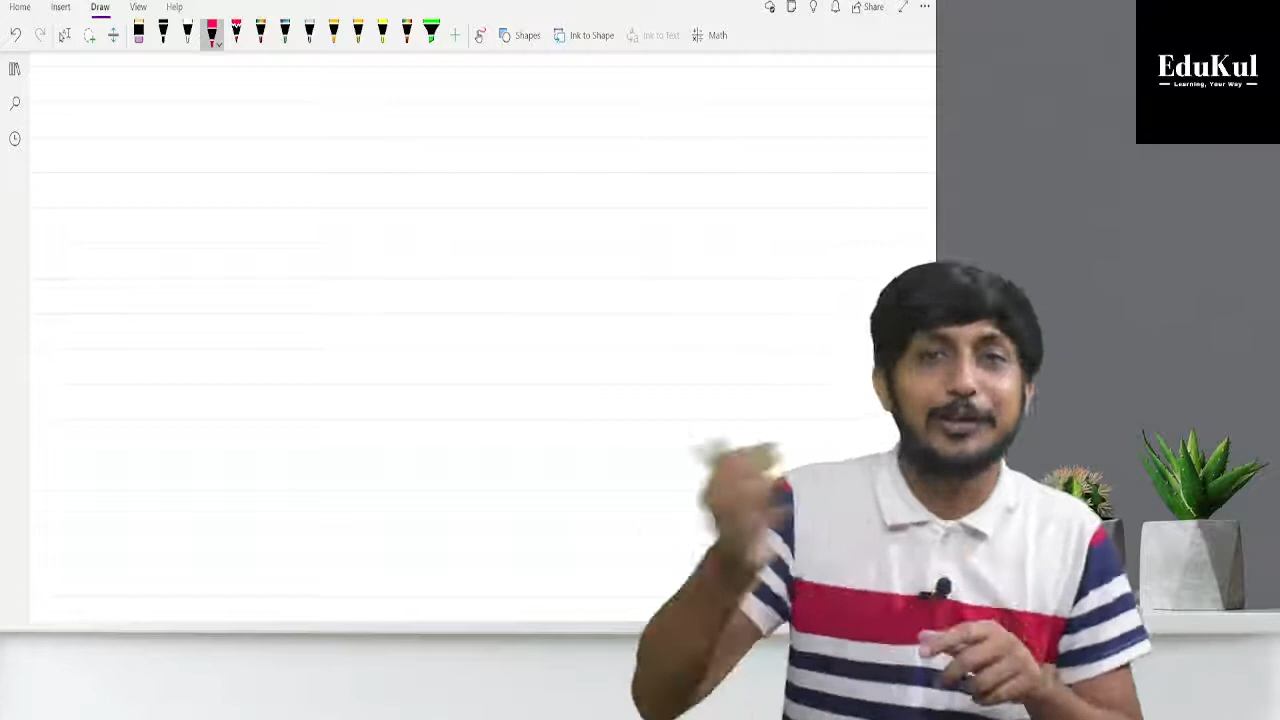 Home Insert Draw View Help
Share
Shapes Ink to Shape Ink to Text Math
EduKul
Learning, Your Way